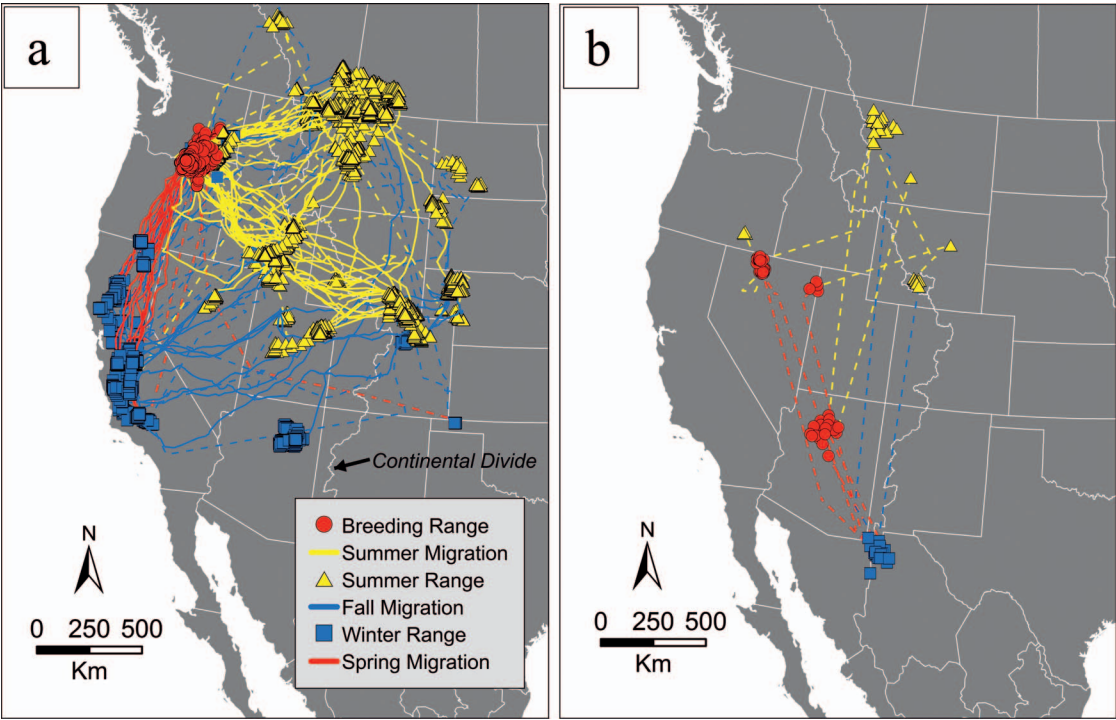 a
b
Continental Divide
Breeding Range
Summer Migration
Summer Range
Fall Migration
Winter Range
Spring Migration
N
0 250 500
Km
N
0 250 500
Km